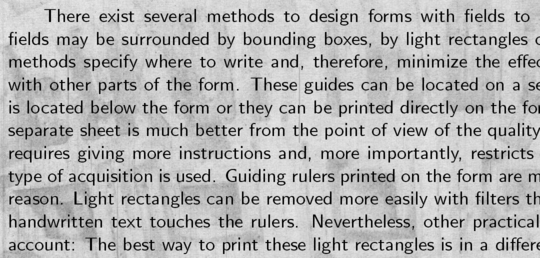 There exist several methods to design forms with fields to
fields may be surrounded by bounding boxes, by light rectangles
methods specify where to write and, therefore, minimize the
with other parts of the form. These guides can be located on a
is located below the form or they can be printed directly on the
separate sheet is much better from the point of view of the quality
requires giving more instructions and, more importantly, restricts
type of acquisition is used. Guiding rulers printed on the form are
reason. Light rectangles can be removed more easily with filters
handwritten text touches the rulers. Nevertheless, other practical
account: The best way to print these light rectangles is in a